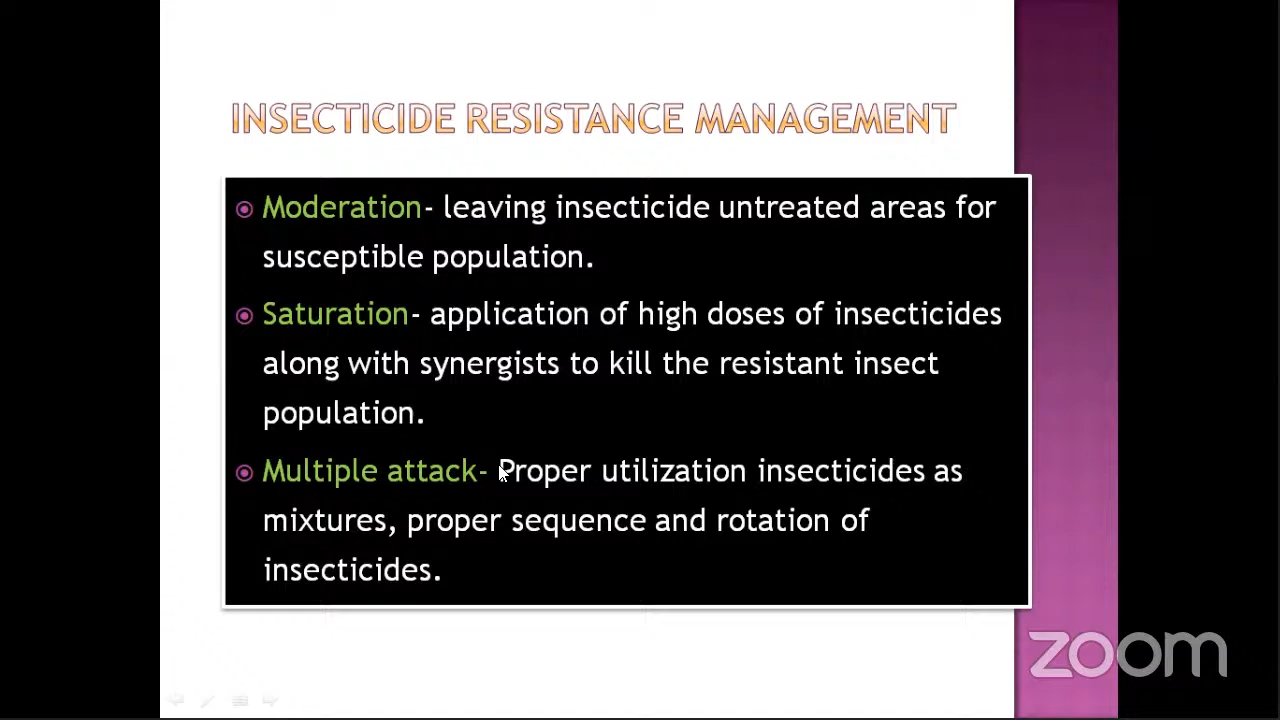 INSECTICIDE RESISTANCE MANAGEMENT
Moderation- leaving insecticide untreated areas for
susceptible population.
Saturation- application of high doses of insecticides
along with synergists to kill the resistant insect
population.
Multiple attack- Proper utilization insecticides as
mixtures, proper sequence and rotation of
insecticides.
zoom